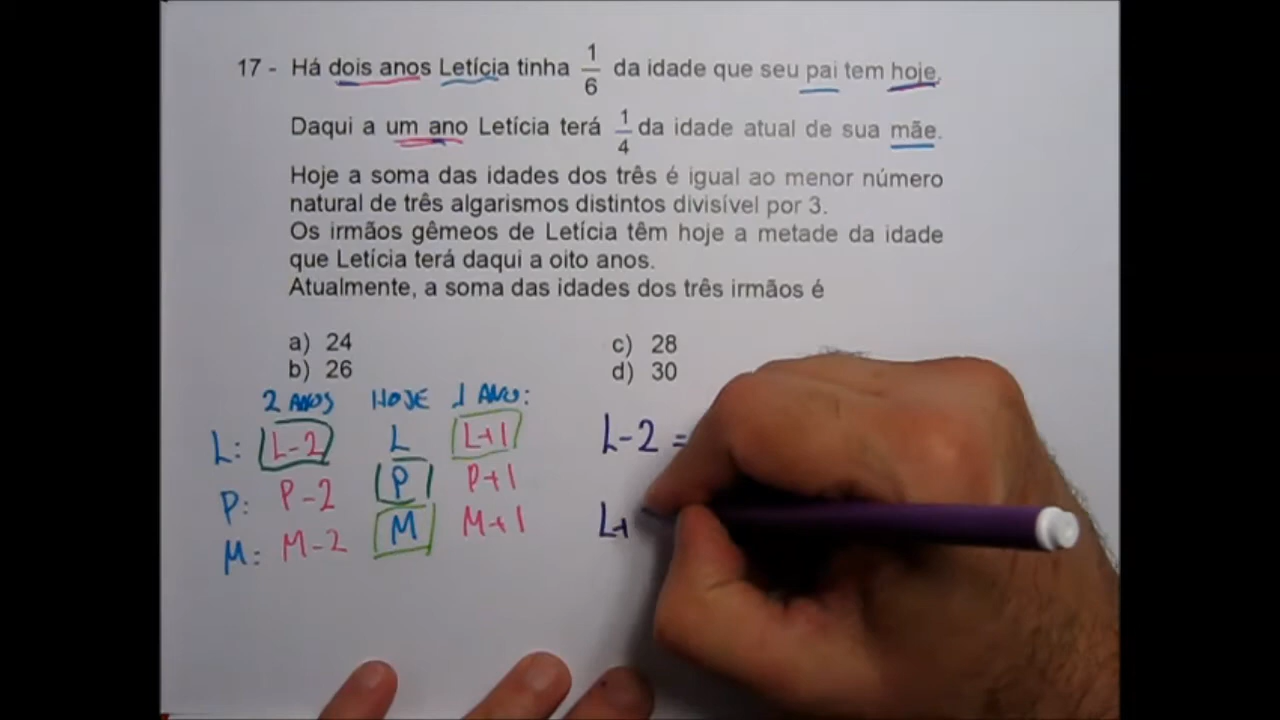 17 - Há dois anos Letícia tinha 1/6 da idade que seu pai tem hoje.
Daqui a um ano Letícia terá 1/4 da idade atual de sua mãe.
Hoje a soma das idades dos três é igual ao menor número
natural de três algarismos distintos divisível por 3.
Os irmãos gêmeos de Letícia têm hoje a metade da idade
que Letícia terá daqui a oito anos.
Atualmente, a soma das idades dos três irmãos é
a) 24 c) 28
b) 26 d) 30
2 ANOS HOJE 1 ANO:
L: L-2 L L+1 L-2 =
P: P-2 P P+1
M: M-2 M M+1 L+